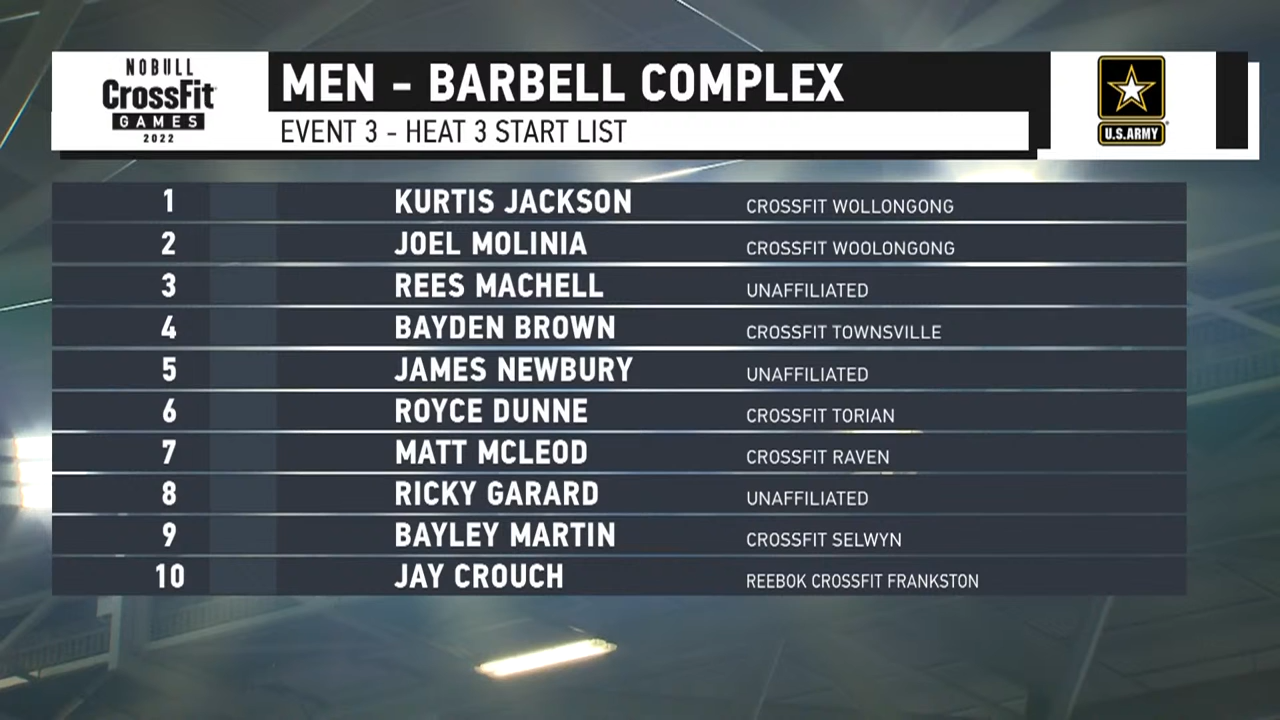 NOBULL
CrossFit
GAMES
2022
MEN - BARBELL COMPLEX
EVENT 3 - HEAT 3 START LIST
U.S.ARMY
1 KURTIS JACKSON CROSSFIT WOLLONGONG
2 JOEL MOLINIA CROSSFIT WOOLONGONG
3 REES MACHELL UNAFFILIATED
4 BAYDEN BROWN CROSSFIT TOWNSVILLE
5 JAMES NEWBURY UNAFFILIATED
6 ROYCE DUNNE CROSSFIT TORIAN
7 MATT MCLEOD CROSSFIT RAVEN
8 RICKY GARARD UNAFFILIATED
9 BAYLEY MARTIN CROSSFIT SELWYN
10 JAY CROUCH REEBOK CROSSFIT FRANKSTON